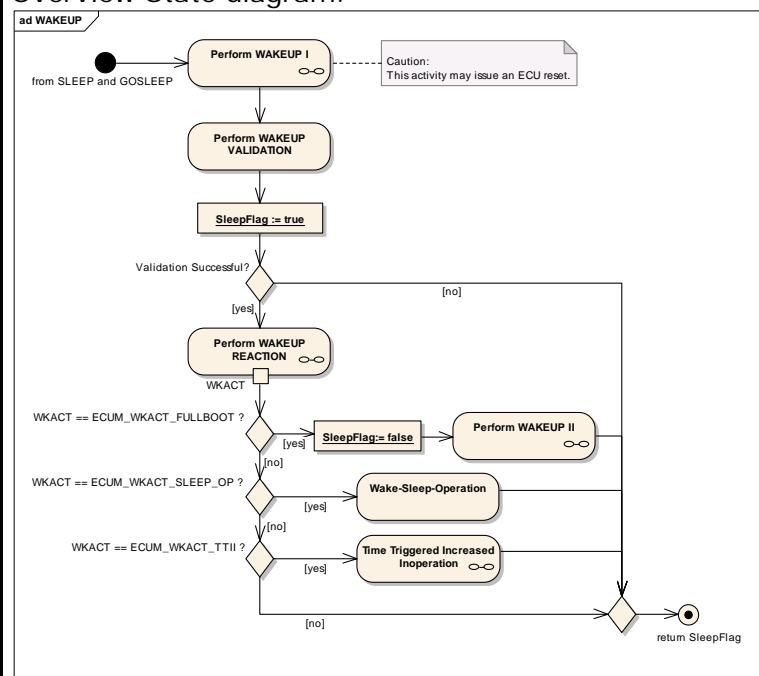 Overview State diagram:
ad WAKEUP
Perform WAKEUP I
from SLEEP and GOSLEEP
Caution:
This activity may issue an ECU reset.
Perform WAKEUP
VALIDATION
SleepFlag := true
Validation Successful?
[no]
[yes]
Perform WAKEUP
REACTION
WKACT
WKACT == ECUM_WKACT_FULLBOOT ?
[yes]
SleepFlag:= false
Perform WAKEUP II
[no]
WKACT == ECUM_WKACT_SLEEP_OP ?
[yes]
Wake-Sleep-Operation
[no]
WKACT == ECUM_WKACT_TTII ?
[yes]
Time Triggered Increased
Inoperation
[no]
return SleepFlag